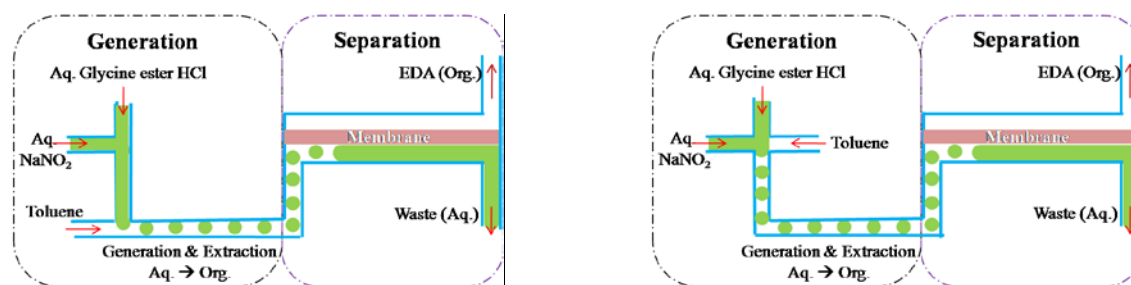 Generation
Separation
Aq. Glycine ester HCl
EDA (Org.)
Aq.
NaNO2
Membrane
Toluene
Waste (Aq.)
Generation & Extraction
Aq. → Org.
Generation
Separation
Aq. Glycine ester HCl
EDA (Org.)
Aq.
NaNO2
Toluene
Membrane
Waste (Aq.)
Generation & Extraction
Aq. → Org.